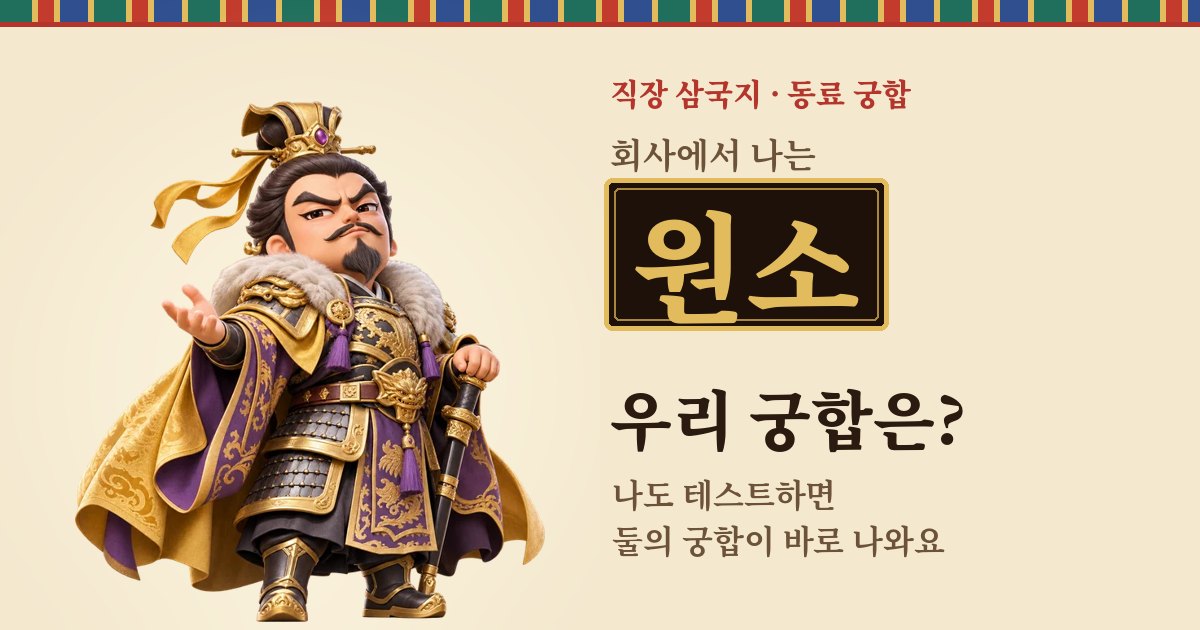 직장 삼국지 · 동료 궁합
회사에서 나는
원소
우리 궁합은?
나도 테스트하면
둘의 궁합이 바로 나와요